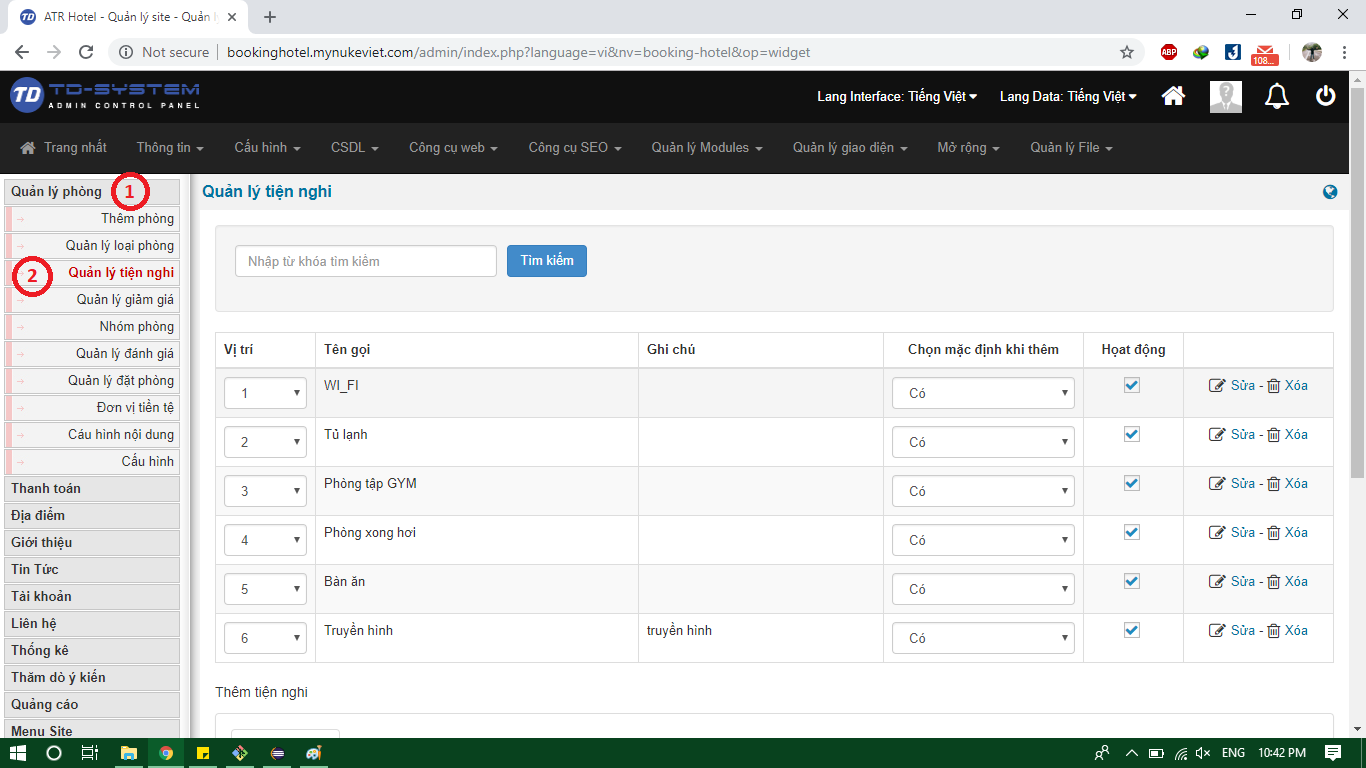 ATR Hotel - Quản lý site - Quản
Not secure | bookinghotel.mynukeviet.com/admin/index.php?language=vi&nv=booking-hotel&op=widget
ABP
108...
TD TD-SYSTEM
ADMIN CONTROL PANEL
Lang Interface: Tiếng Việt Lang Data: Tiếng Việt
Trang nhất Thông tin Cấu hình CSDL Công cụ web Công cụ SEO Quản lý Modules Quản lý giao diện Mở rộng Quản lý File
Quản lý phòng 1
Thêm phòng
Quản lý loại phòng
2 Quản lý tiện nghi
Quản lý giảm giá
Nhóm phòng
Quản lý đánh giá
Quản lý đặt phòng
Đơn vị tiền tệ
Cáu hình nội dung
Cấu hình
Thanh toán
Địa điểm
Giới thiệu
Tin Tức
Tài khoản
Liên hệ
Thống kê
Thăm dò ý kiến
Quảng cáo
Menu Site
Quản lý tiện nghi
Nhập từ khóa tìm kiếm Tìm kiếm
Vị trí Tên gọi Ghi chú Chọn mặc định khi thêm Họat động
1 WI_FI Có Sửa - Xóa
2 Tủ lạnh Có Sửa - Xóa
3 Phòng tập GYM Có Sửa - Xóa
4 Phòng xong hơi Có Sửa - Xóa
5 Bàn ăn Có Sửa - Xóa
6 Truyền hình truyền hình Có Sửa - Xóa
Thêm tiện nghi
ENG 10:42 PM